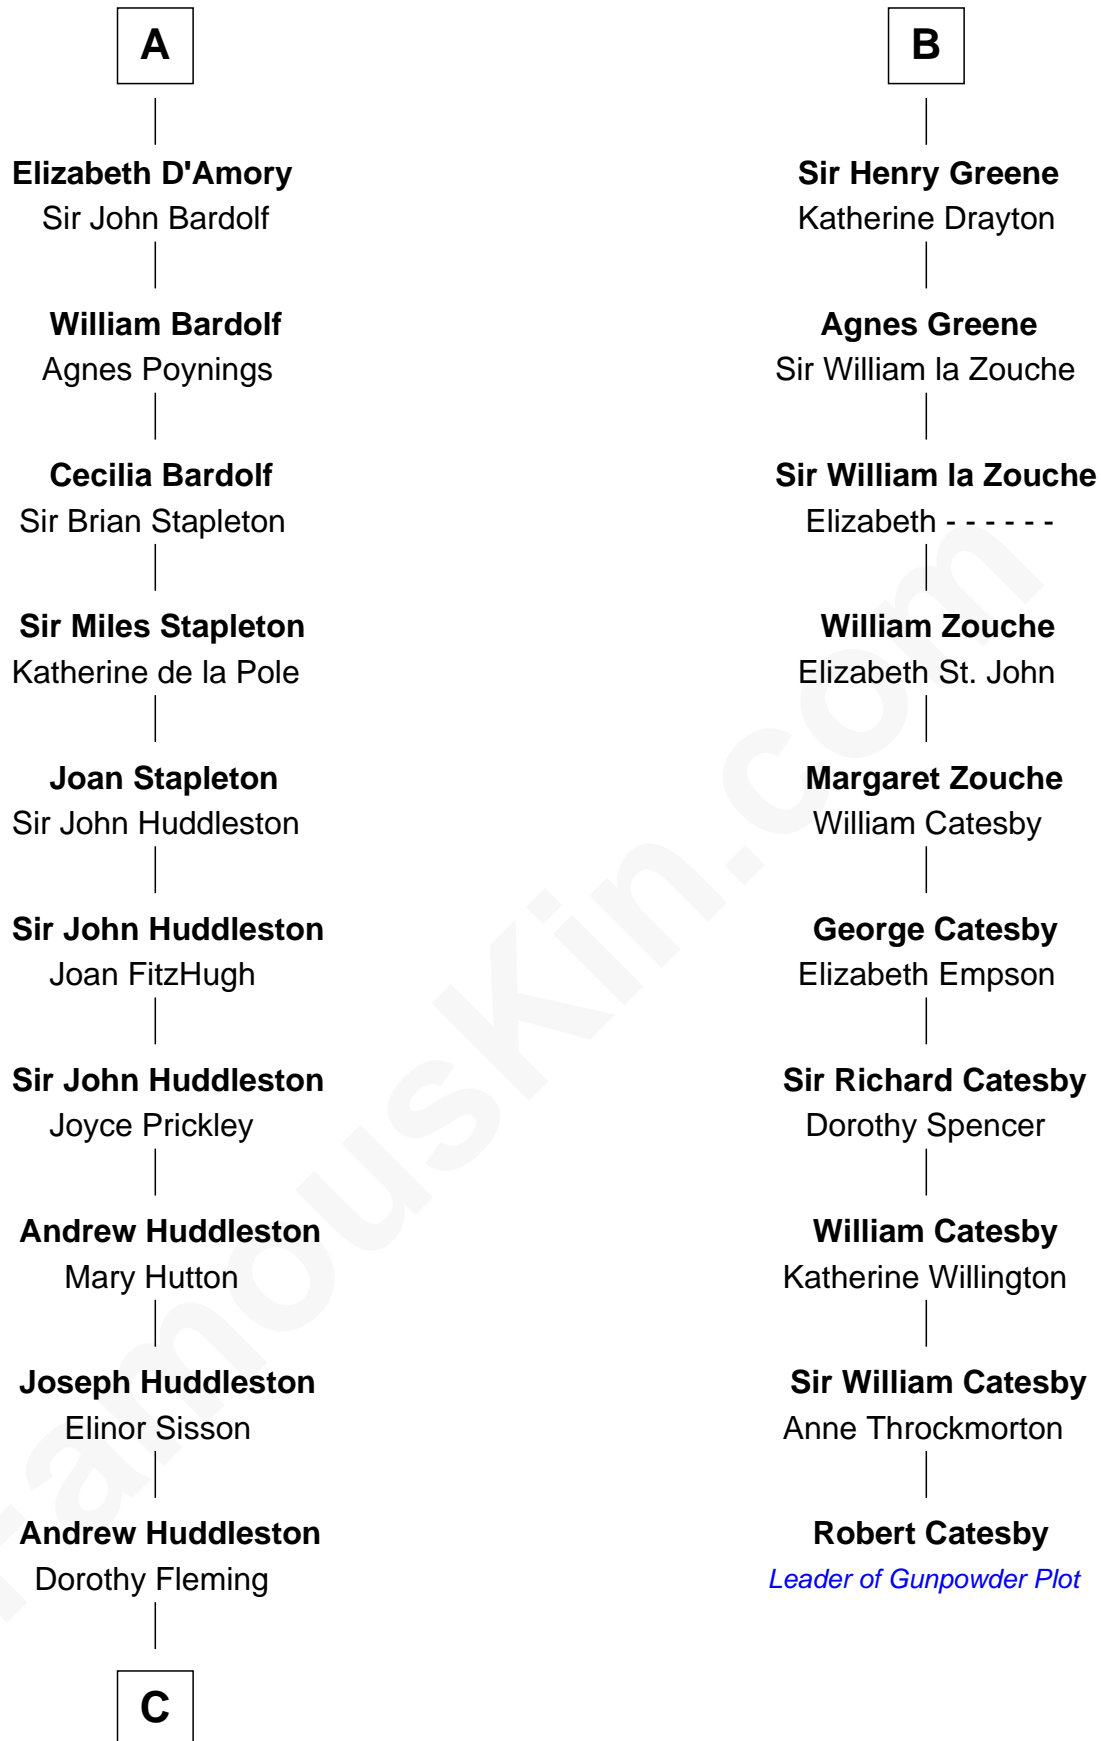 A
Elizabeth D'Amory
Sir John Bardolf
William Bardolf
Agnes Poynings
Cecilia Bardolf
Sir Brian Stapleton
Sir Miles Stapleton
Katherine de la Pole
Joan Stapleton
Sir John Huddleston
Sir John Huddleston
Joan FitzHugh
Sir John Huddleston
Joyce Prickley
Andrew Huddleston
Mary Hutton
Joseph Huddleston
Elinor Sisson
Andrew Huddleston
Dorothy Fleming
C
B
Sir Henry Greene
Katherine Drayton
Agnes Greene
Sir William la Zouche
Sir William la Zouche
Elizabeth - - - - - -
William Zouche
Elizabeth St. John
Margaret Zouche
William Catesby
George Catesby
Elizabeth Empson
Sir Richard Catesby
Dorothy Spencer
William Catesby
Katherine Willington
Sir William Catesby
Anne Throckmorton
Robert Catesby
Leader of Gunpowder Plot
FamousKin.com